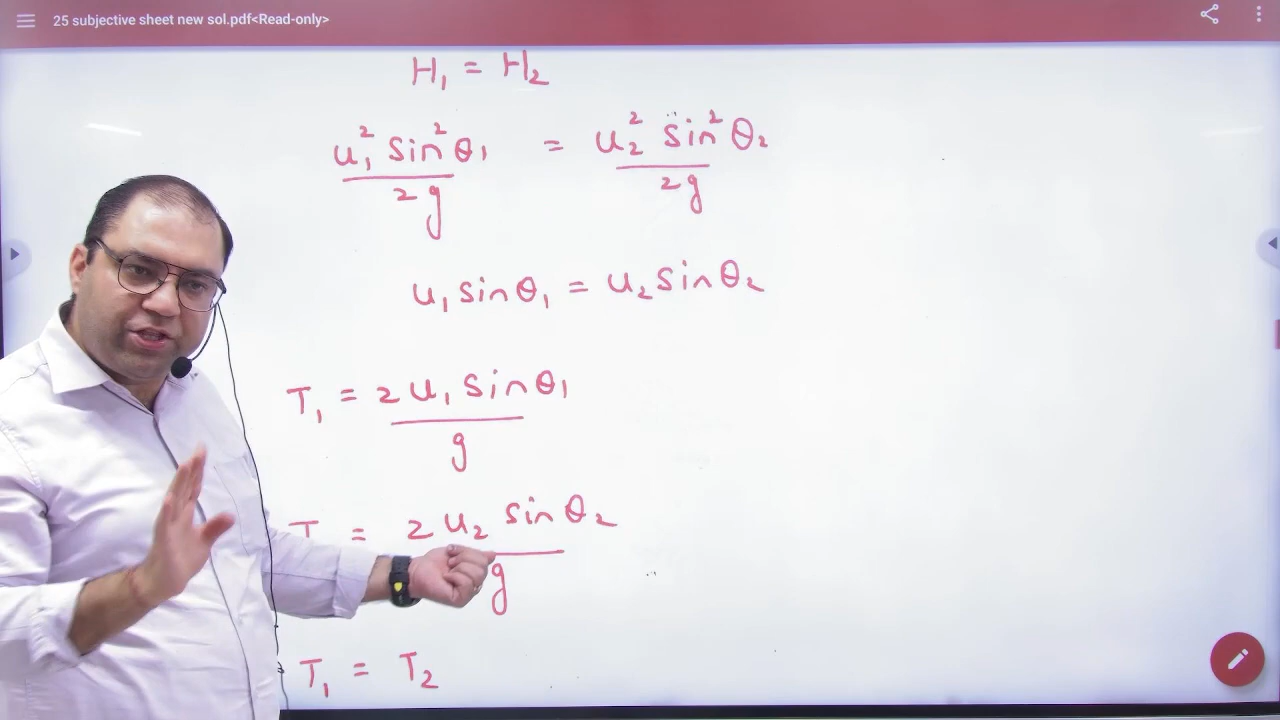 25 subjective sheet new sol.pdf<Read-only>
H₁ = H₂
u₁² sin²θ₁ / 2g = u₂² sin²θ₂ / 2g
u₁ sinθ₁ = u₂ sinθ₂
T₁ = 2u₁ sinθ₁ / g
T = 2u₂ sinθ₂ / g
T₁ = T₂